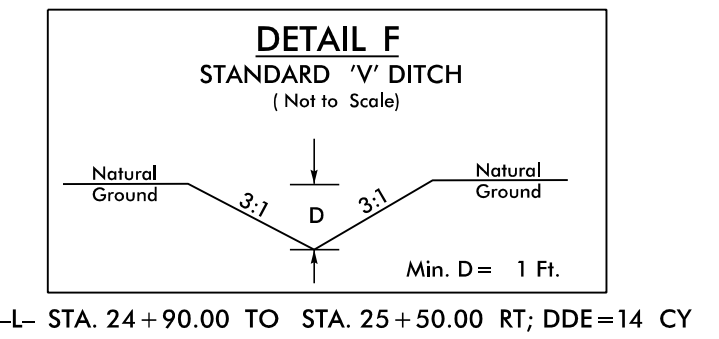 DETAIL F
STANDARD 'V' DITCH
( Not to Scale)
Natural
Ground
3:1
D
3:1
Natural
Ground
Min. D = 1 Ft.
-L- STA. 24+90.00 TO STA. 25+50.00 RT; DDE=14 CY